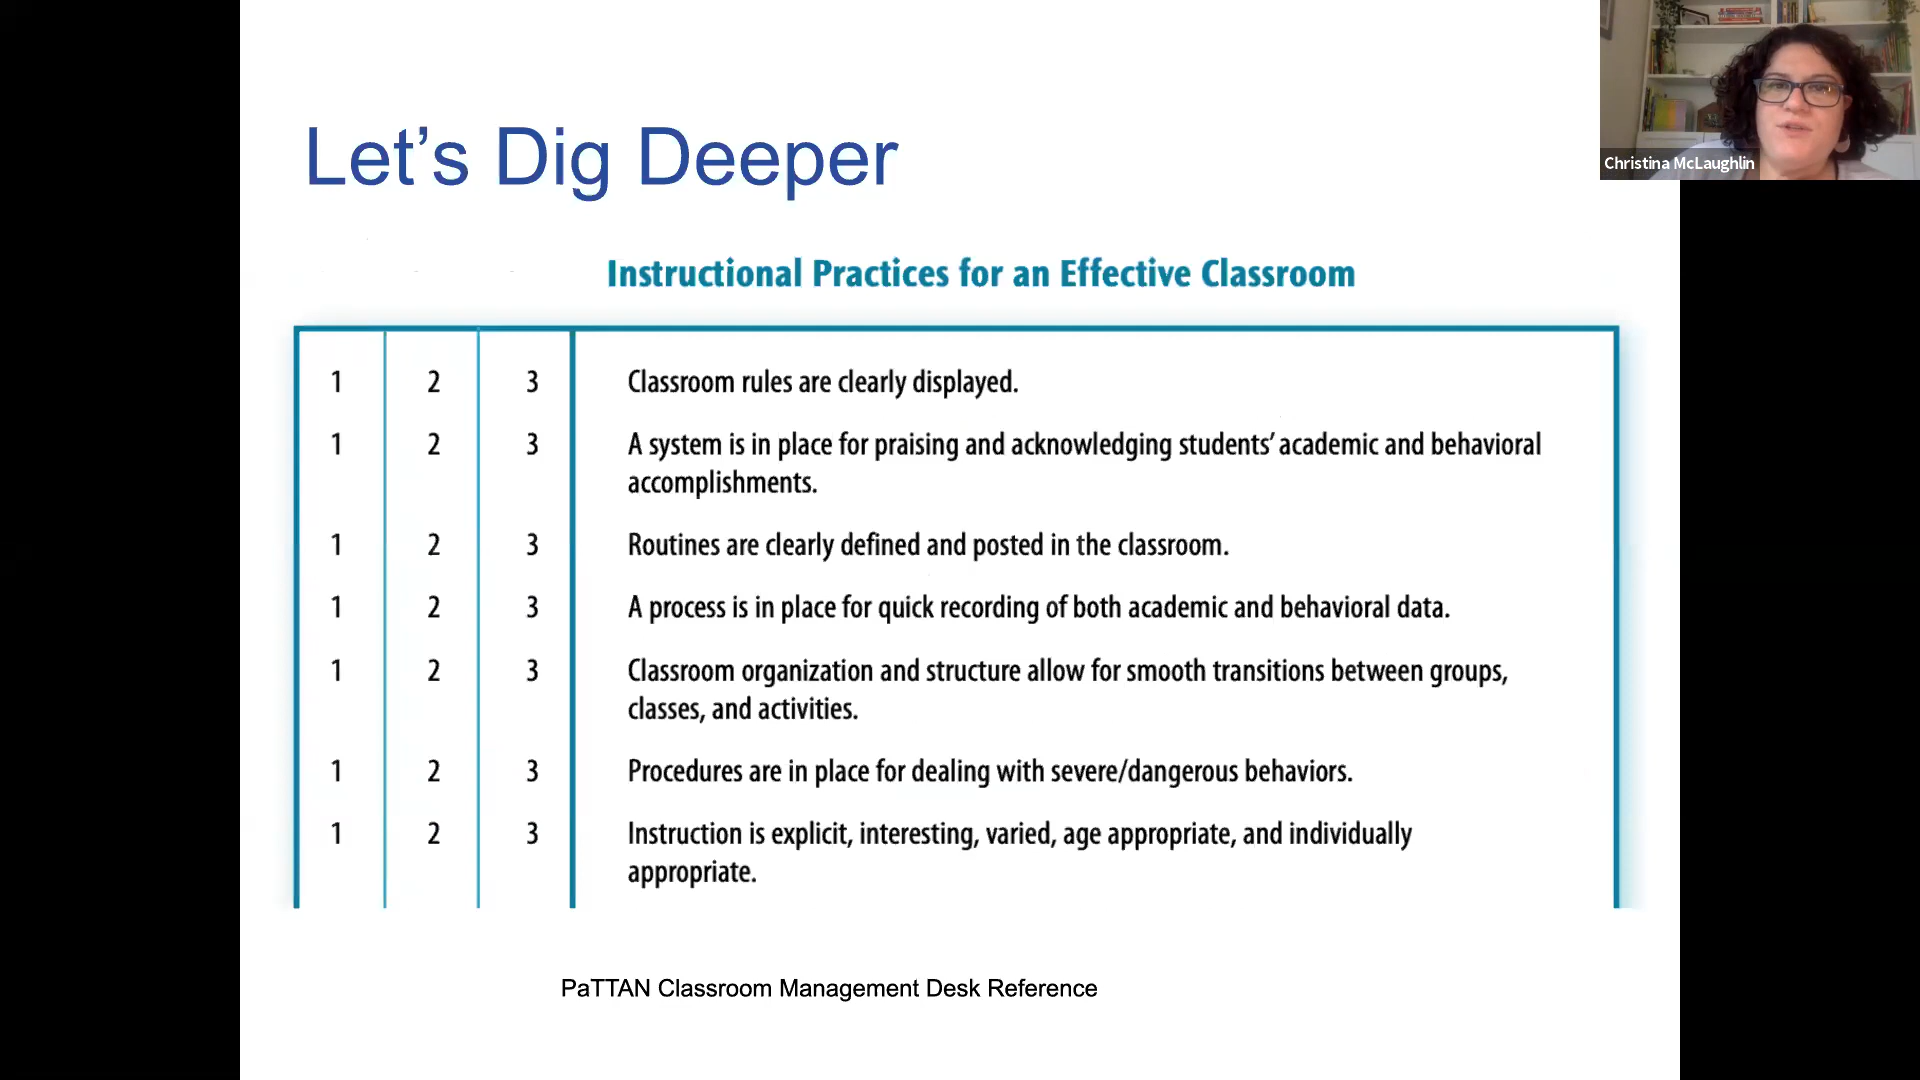 Let’s Dig Deeper
Christina McLaughlin
Instructional Practices for an Effective Classroom
1 2 3 Classroom rules are clearly displayed.
1 2 3 A system is in place for praising and acknowledging students’ academic and behavioral
accomplishments.
1 2 3 Routines are clearly defined and posted in the classroom.
1 2 3 A process is in place for quick recording of both academic and behavioral data.
1 2 3 Classroom organization and structure allow for smooth transitions between groups,
classes, and activities.
1 2 3 Procedures are in place for dealing with severe/dangerous behaviors.
1 2 3 Instruction is explicit, interesting, varied, age appropriate, and individually
appropriate.
PaTTAN Classroom Management Desk Reference